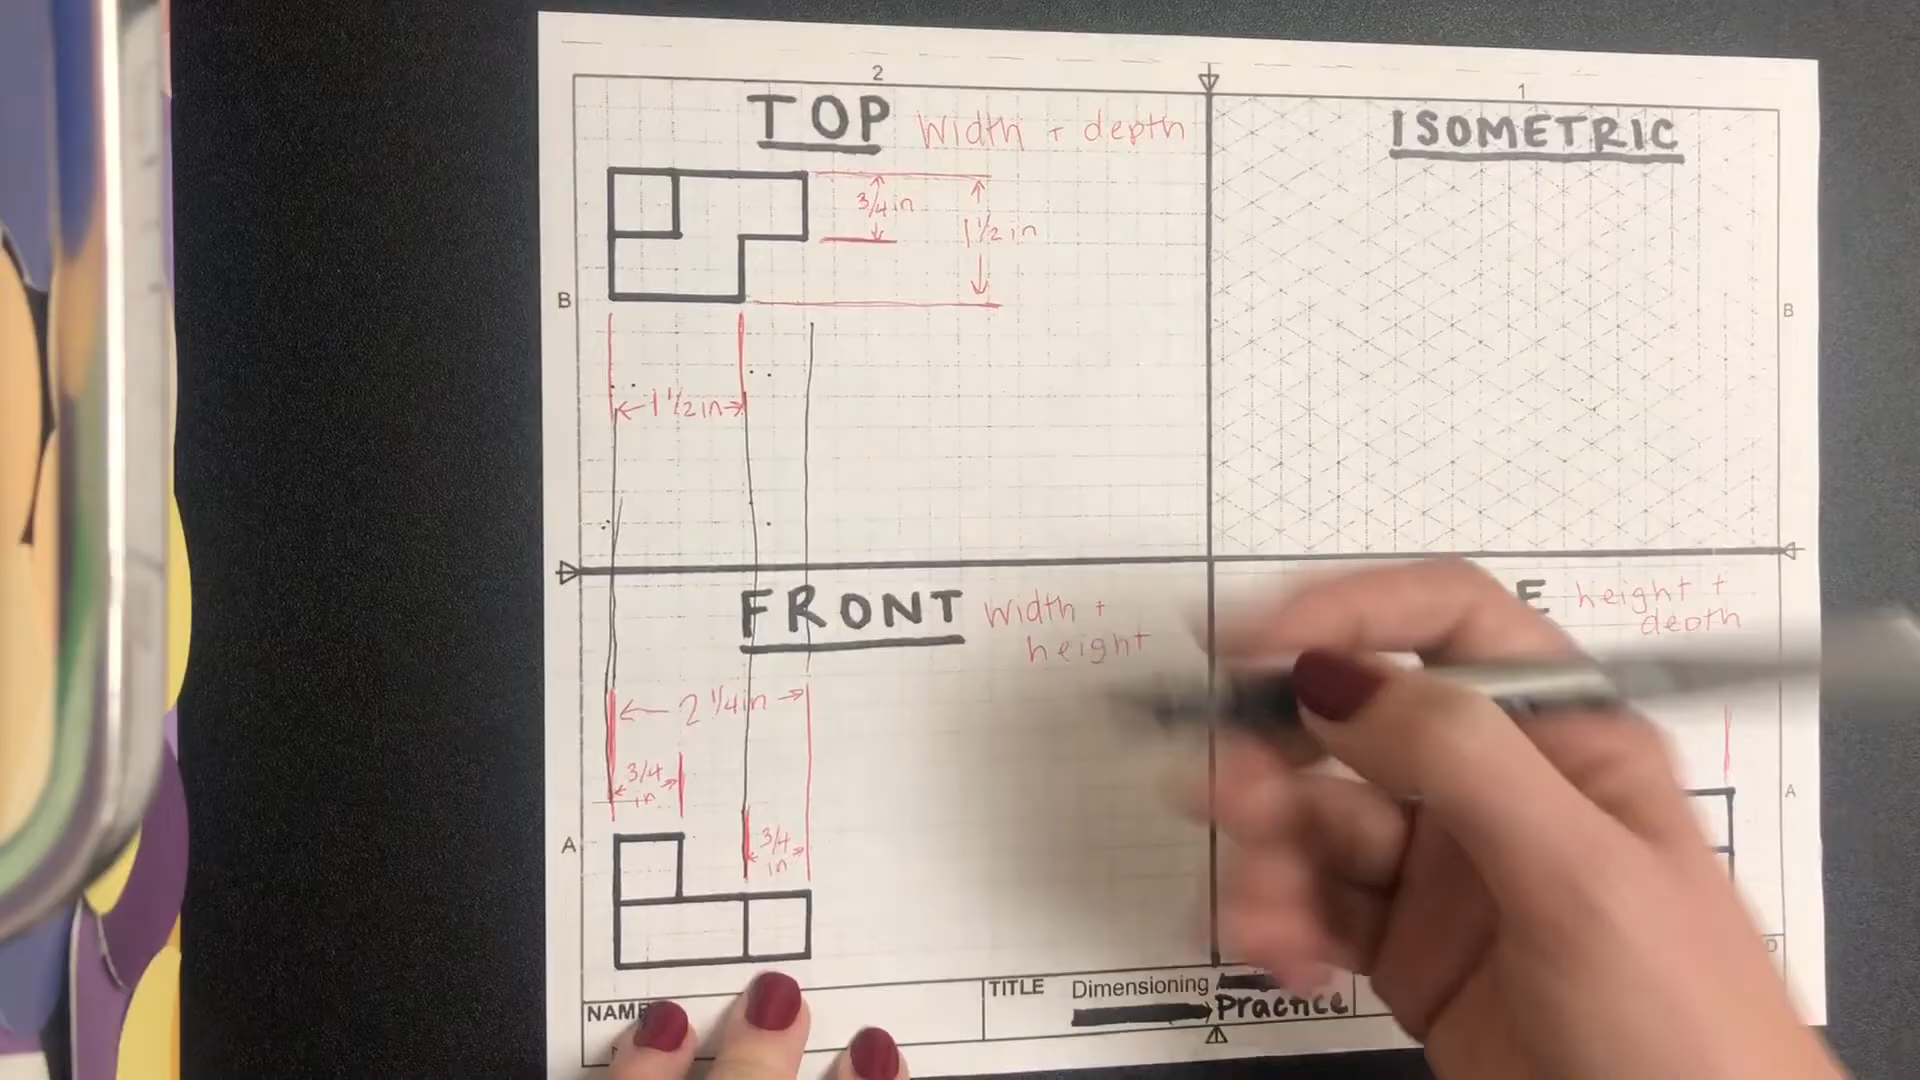 2
1
TOP Width + depth
ISOMETRIC
3/4 in
1 1/2 in
B
B
1 1/2 in
FRONT Width +
height
E height +
depth
2 1/4 in
3/4
in
3/4
in
A
A
D
NAME
TITLE Dimensioning
Practice